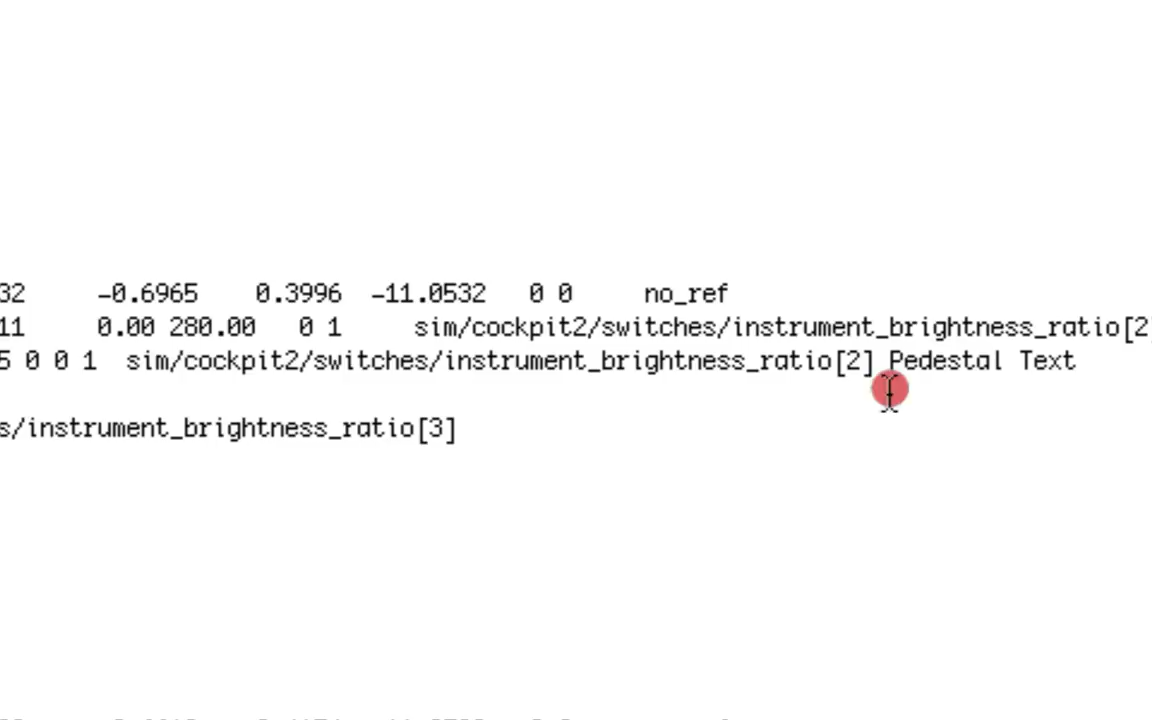 32 -0.6965 0.3996 -11.0532 0 0 no_ref
11 0.00 280.00 0 1 sim/cockpit2/switches/instrument_brightness_ratio[2]
5 0 0 1 sim/cockpit2/switches/instrument_brightness_ratio[2] Pedestal Text
s/instrument_brightness_ratio[3]